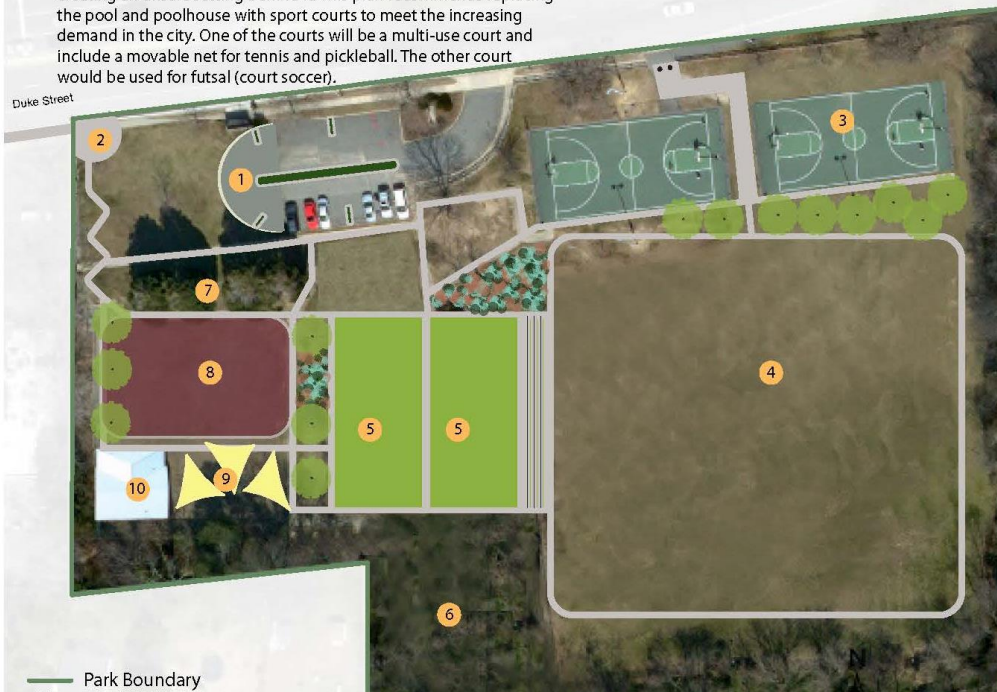 the pool and poolhouse with sport courts to meet the increasing
demand in the city. One of the courts will be a multi-use court and
include a movable net for tennis and pickleball. The other court
would be used for futsal (court soccer).
Duke Street
2
3
1
7
8
4
5
5
9
10
6
N
Park Boundary